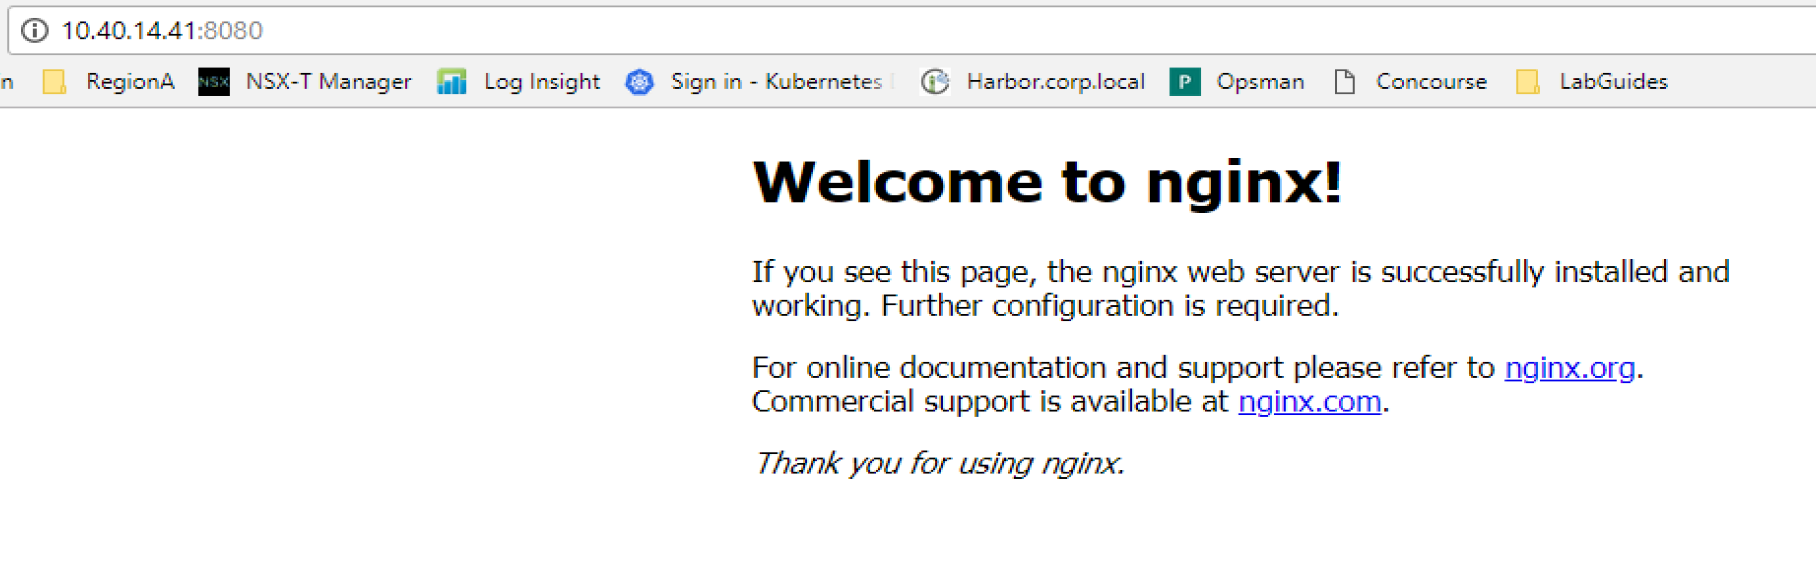 10.40.14.41:8080
n RegionA NSX NSX-T Manager Log Insight Sign in - Kubernetes Harbor.corp.local P Opsman Concourse LabGuides
Welcome to nginx!
If you see this page, the nginx web server is successfully installed and
working. Further configuration is required.
For online documentation and support please refer to nginx.org.
Commercial support is available at nginx.com.
Thank you for using nginx.